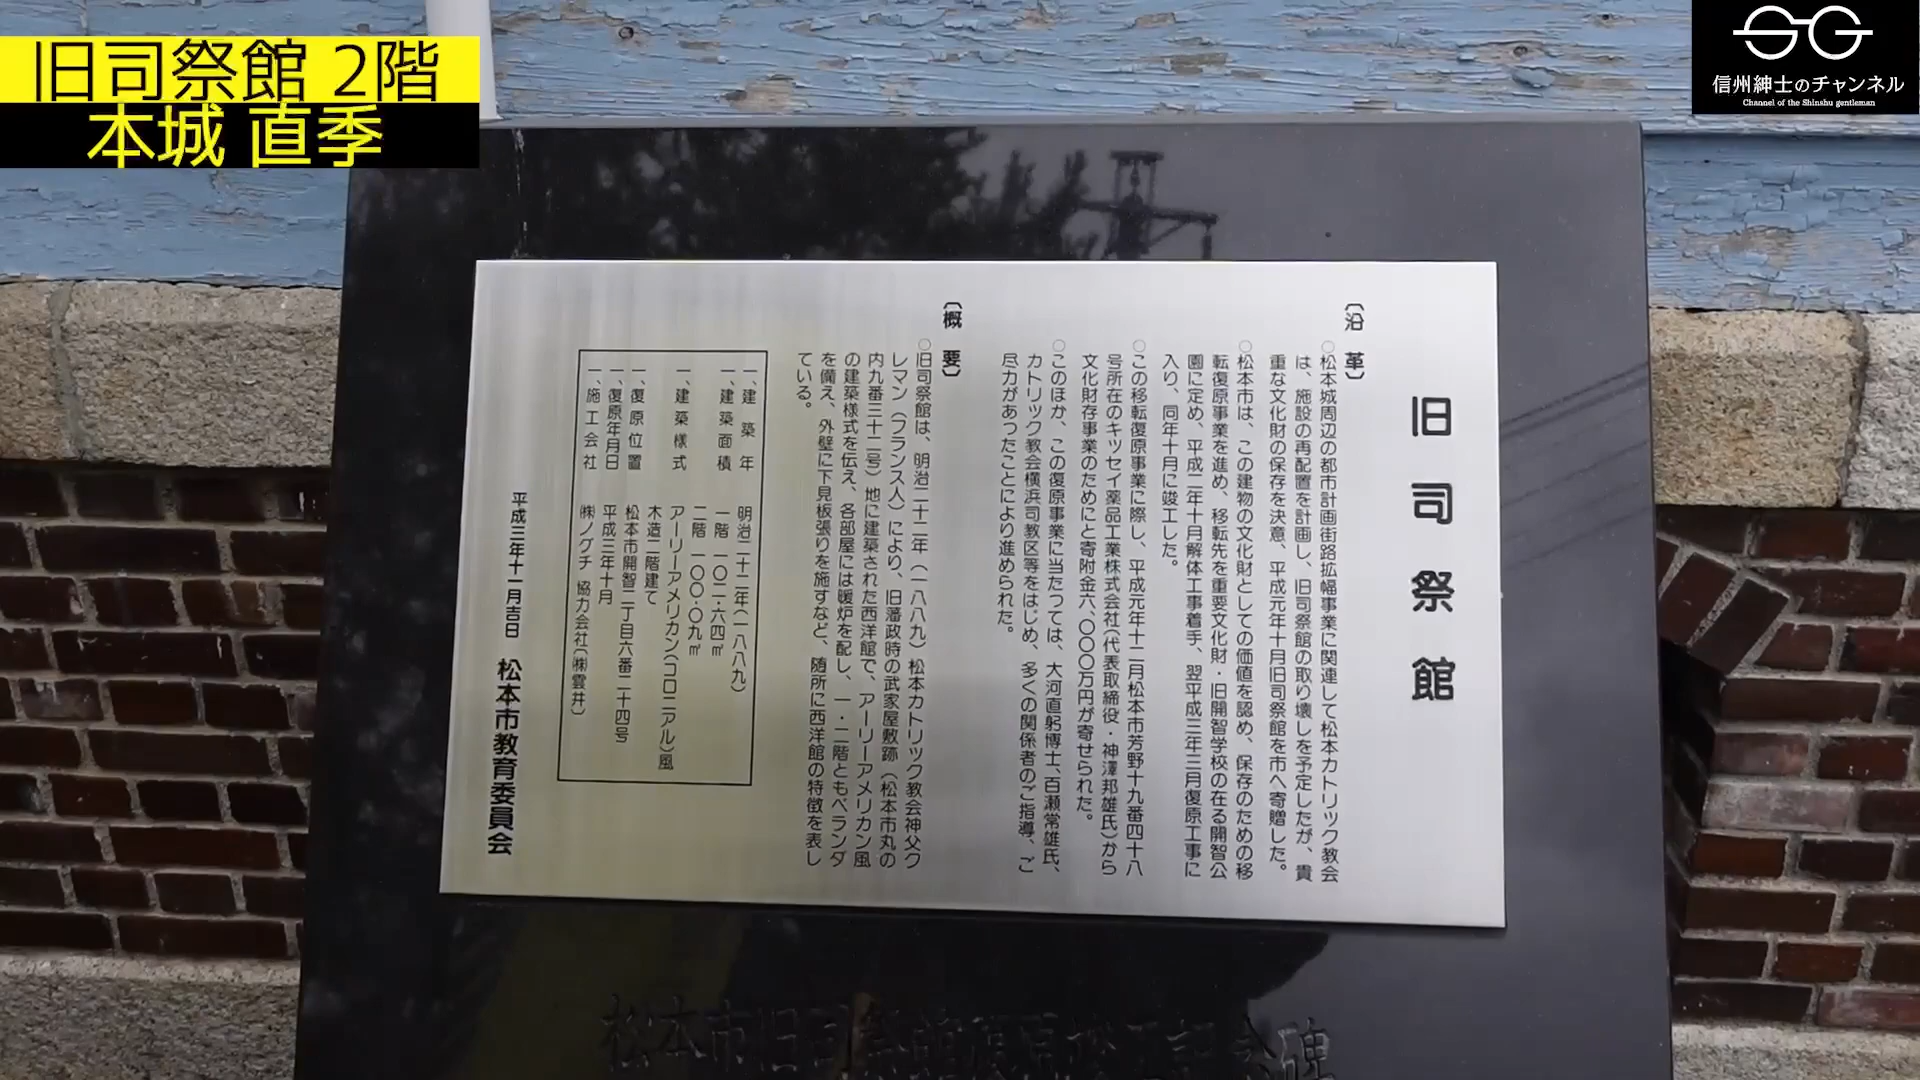 旧司祭館 2階
本城 直季
SG
信州紳士のチャンネル
Channel of the Shinshu gentleman
旧司祭館
〔沿革〕
○松本城周辺の都市計画街路拡幅事業に関連して松本カトリック教会
は、施設の再配置を計画し、旧司祭館の取り壊しを予定したが、貴
重な文化財の保存を決意、平成元年十月旧司祭館を市へ寄贈した。
○松本市は、この建物の文化財としての価値を認め、保存のための移
転復原事業を進め、移転先を重要文化財・旧開智学校の在る開智公
園に定め、平成二年十月解体工事着手、翌平成三年三月復原工事に
入り、同年十月に竣工した。
○この移転復原事業に際し、平成元年十二月松本市芳野十九番四十八
号所在のキッセイ薬品工業株式会社(代表取締役・神澤邦雄氏)から
文化財保存事業のためにと寄附金六、〇〇〇万円が寄せられた。
○このほか、この復原事業に当たっては、大河直躬博士、百瀬常雄氏、
カトリック教会横浜司教区等をはじめ、多くの関係者のご指導、ご
尽力があったことにより進められた。
〔概要〕
○旧司祭館は、明治二十二年(一八八九)松本カトリック教会神父ク
レマン(フランス人)により、旧藩政時の武家屋敷跡(松本市丸の
内九番三十二号)地に建築された西洋館で、アーリーアメリカン風
の建築様式を伝え、各部屋には暖炉を配し、一・二階ともベランダ
を備え、外壁に下見板張りを施すなど、随所に西洋館の特徴を表し
ている。
一、建築年 明治二十二年(一八八九)
一、建築面積 一階 一〇二・六四㎡
二階 一〇〇・〇九㎡
一、建築様式 アーリーアメリカン(コロニアル)風
木造二階建て
一、復原位置 松本市開智二丁目六番二十四号
一、復原年月日 平成三年十月
一、施工会社 ㈱ノグチ 協力会社(㈱雲井)
平成三年十一月吉日 松本市教育委員会
松本市旧司祭館復原竣工記念碑